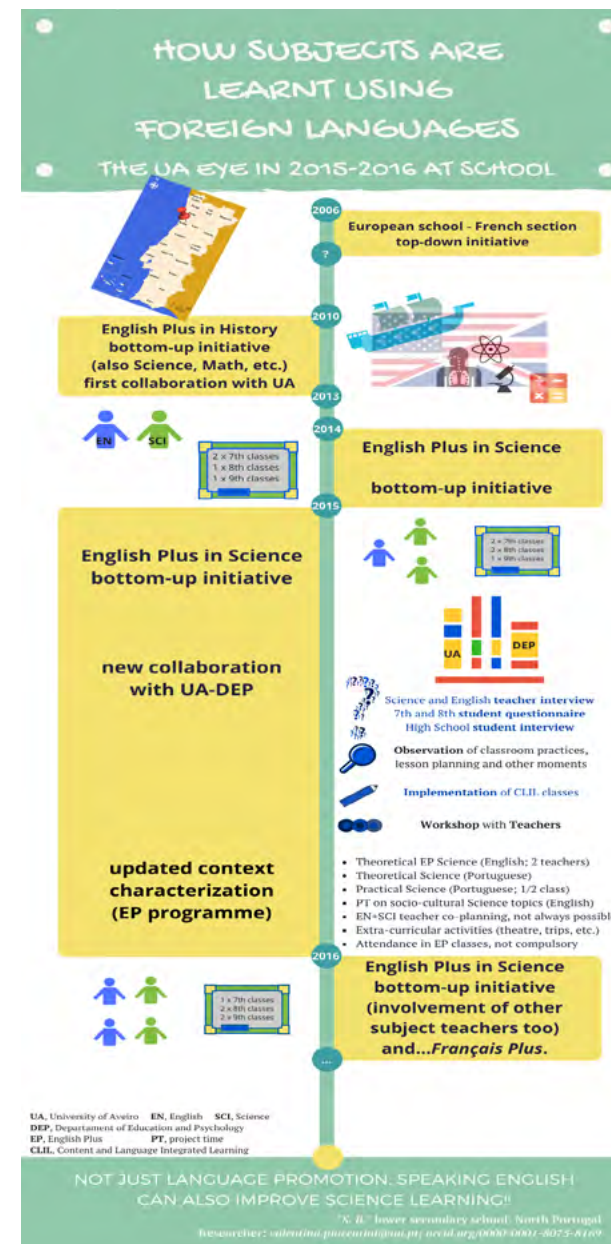 HOW SUBJECTS ARE
LEARNT USING
FOREIGN LANGUAGES
THE UA EYE IN 2015-2016 AT SCHOOL
2006
European school - French section
top-down initiative
?
2010
English Plus in History
bottom-up initiative
(also Science, Math, etc.)
first collaboration with UA
2013
EN
SCI
2 x 7th classes
1 x 8th classes
1 x 9th classes
2014
English Plus in Science
bottom-up initiative
2015
English Plus in Science
bottom-up initiative
new collaboration
with UA-DEP
updated context
characterization
(EP programme)
2 x 7th classes
2 x 8th classes
1 x 9th classes
UA
DEP
Science and English teacher interview
7th and 8th student questionnaire
High School student interview
Observation of classroom practices,
lesson planning and other moments
Implementation of CLIL classes
Workshop with Teachers
• Theoretical EP Science (English; 2 teachers)
• Theoretical Science (Portuguese)
• Practical Science (Portuguese; 1/2 class)
• PT on socio-cultural Science topics (English)
• EN+SCI teacher co-planning, not always possibl
• Extra-curricular activities (theatre, trips, etc.)
• Attendance in EP classes, not compulsory
2016
1 x 7th classes
2 x 8th classes
2 x 9th classes
English Plus in Science
bottom-up initiative
(involvement of other
subject teachers too)
and...Français Plus.
...
UA, University of Aveiro EN, English SCI, Science
DEP, Departament of Education and Psychology
EP, English Plus PT, project time
CLIL, Content and Language Integrated Learning
NOT JUST LANGUAGE PROMOTION. SPEAKING ENGLISH
CAN ALSO IMPROVE SCIENCE LEARNING!!
lower secondary school, North Portugal
Researcher: